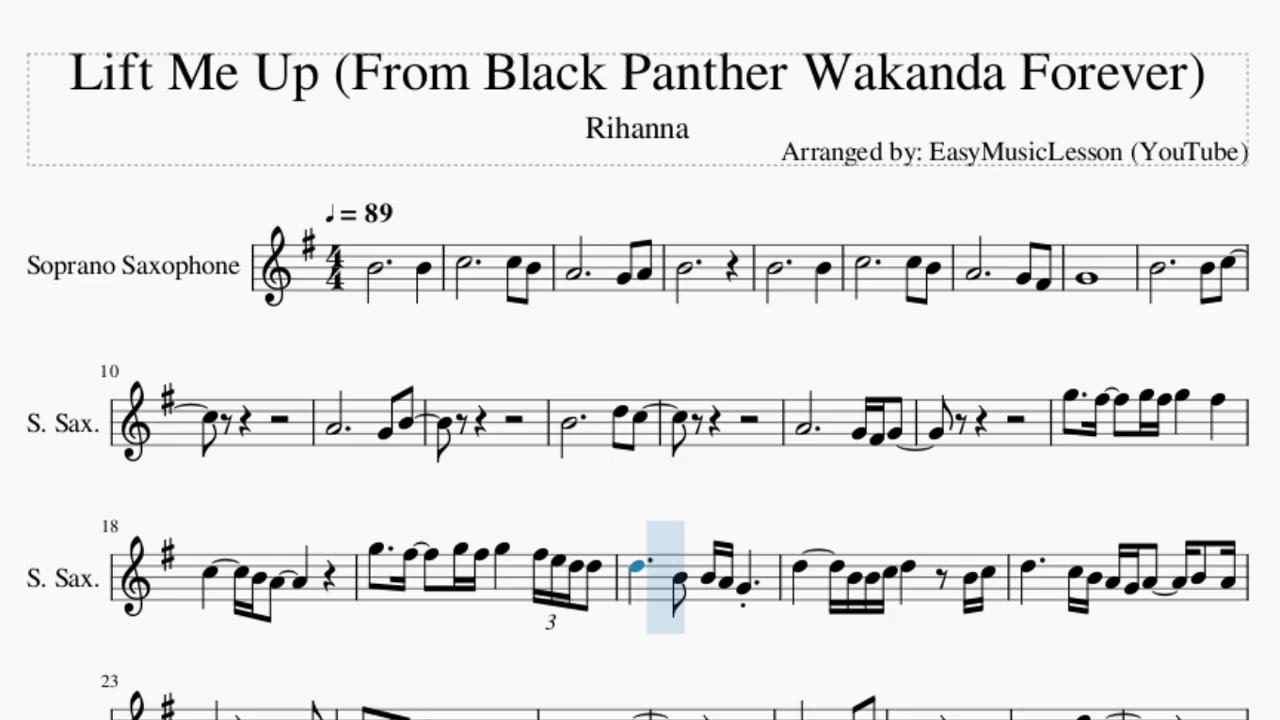 Lift Me Up (From Black Panther Wakanda Forever)
Rihanna
Arranged by: EasyMusicLesson (YouTube)
♩ = 89
Soprano Saxophone
10
S. Sax.
18
S. Sax.
3
23